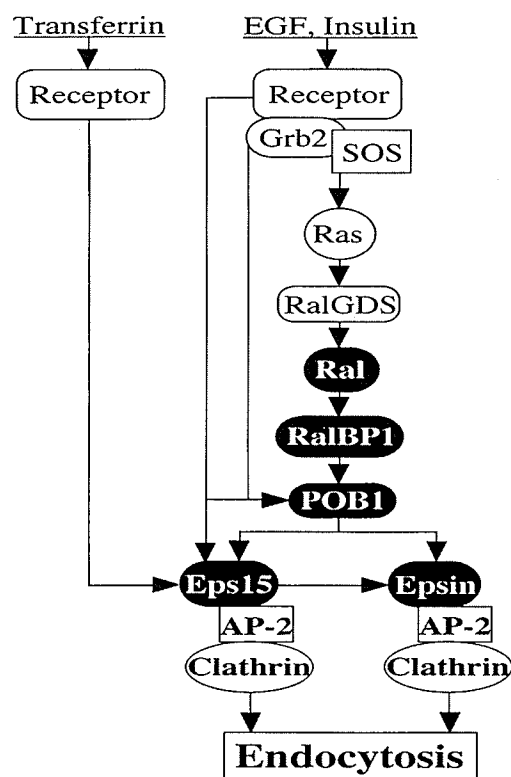 Transferrin EGF, Insulin
Receptor Receptor
Grb2
SOS
Ras
RalGDS
Ral
RalBP1
POB1
Eps15 Epsin
AP-2 AP-2
Clathrin Clathrin
Endocytosis